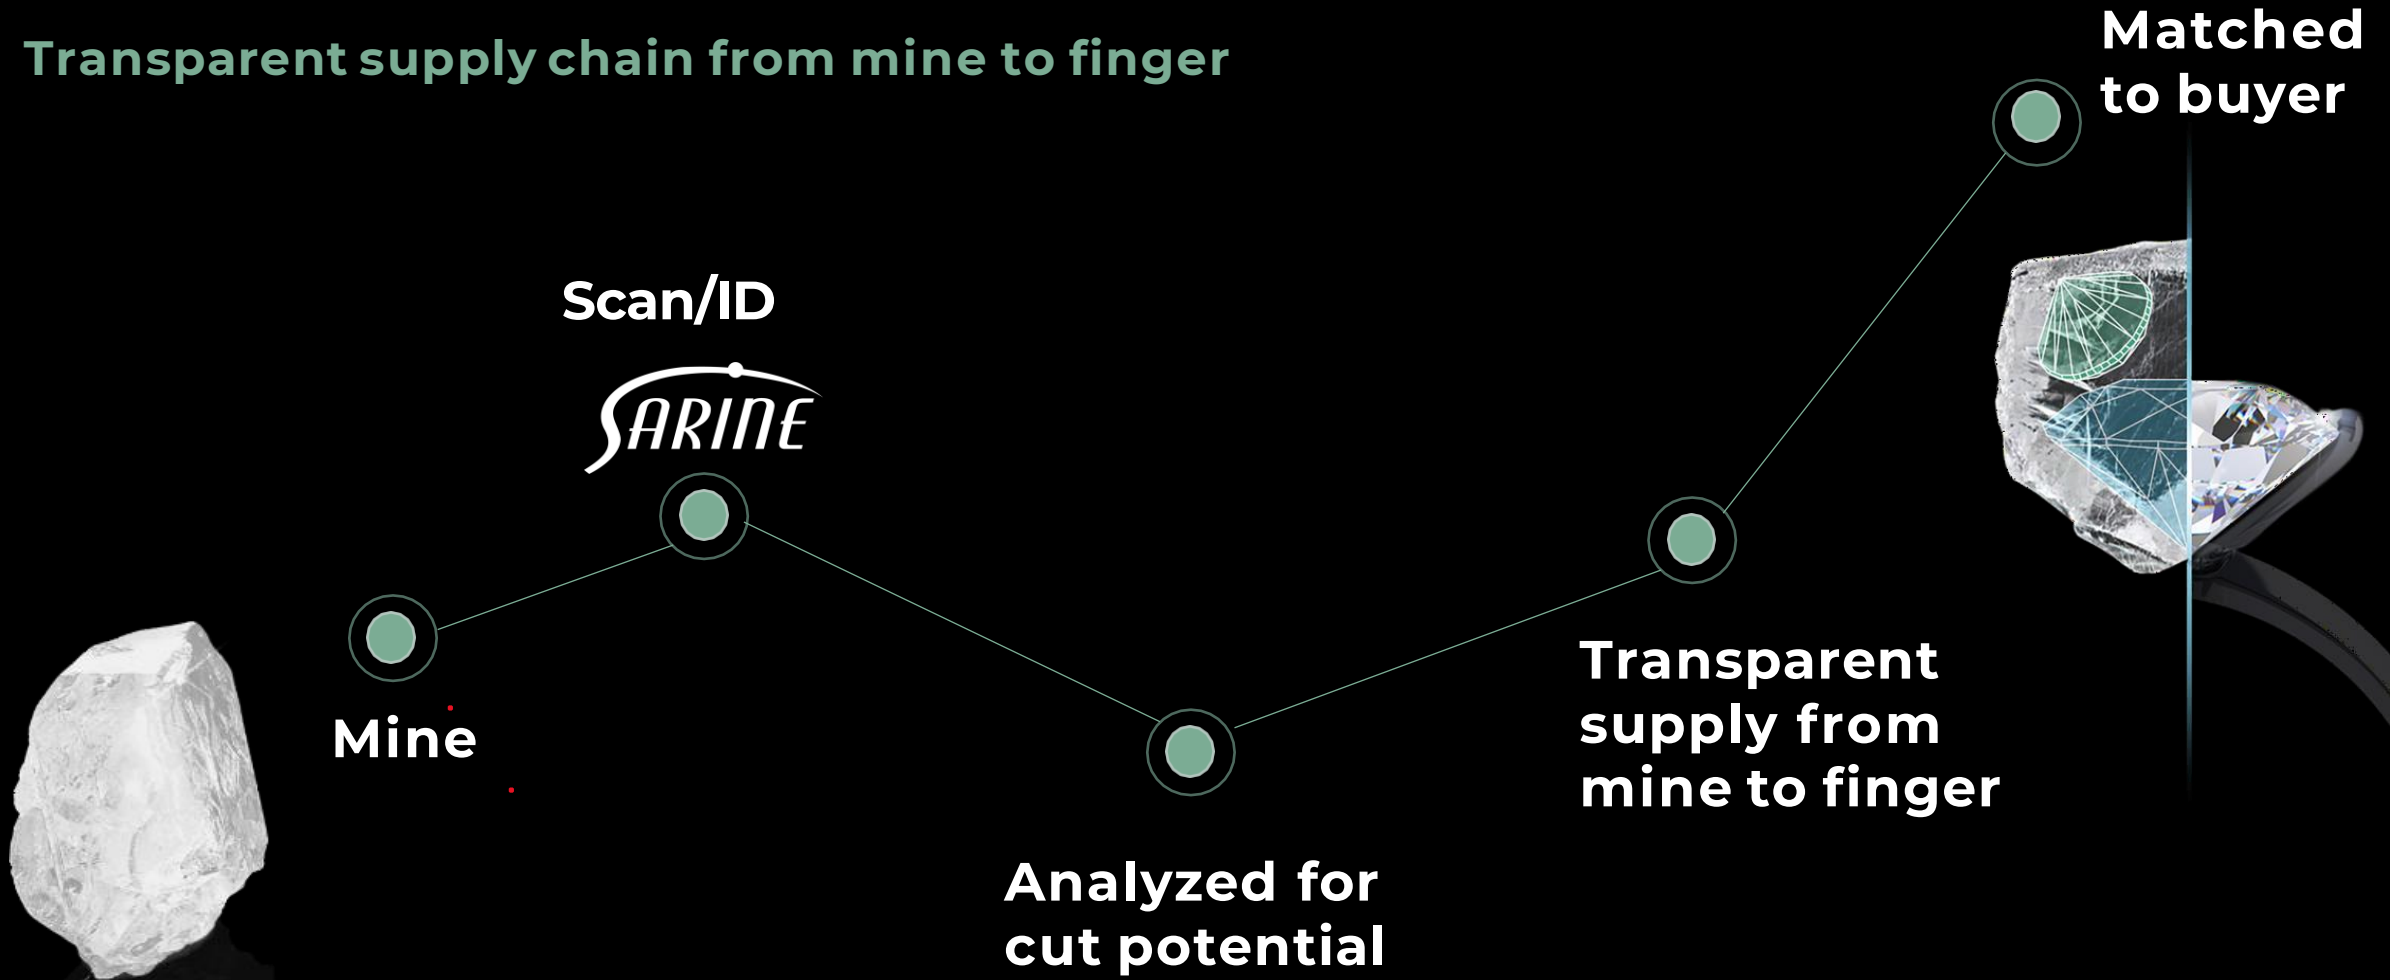 Transparent supply chain from mine to finger
Matched
to buyer
Scan/ID
SARINE
Mine
Transparent
supply from
mine to finger
Analyzed for
cut potential